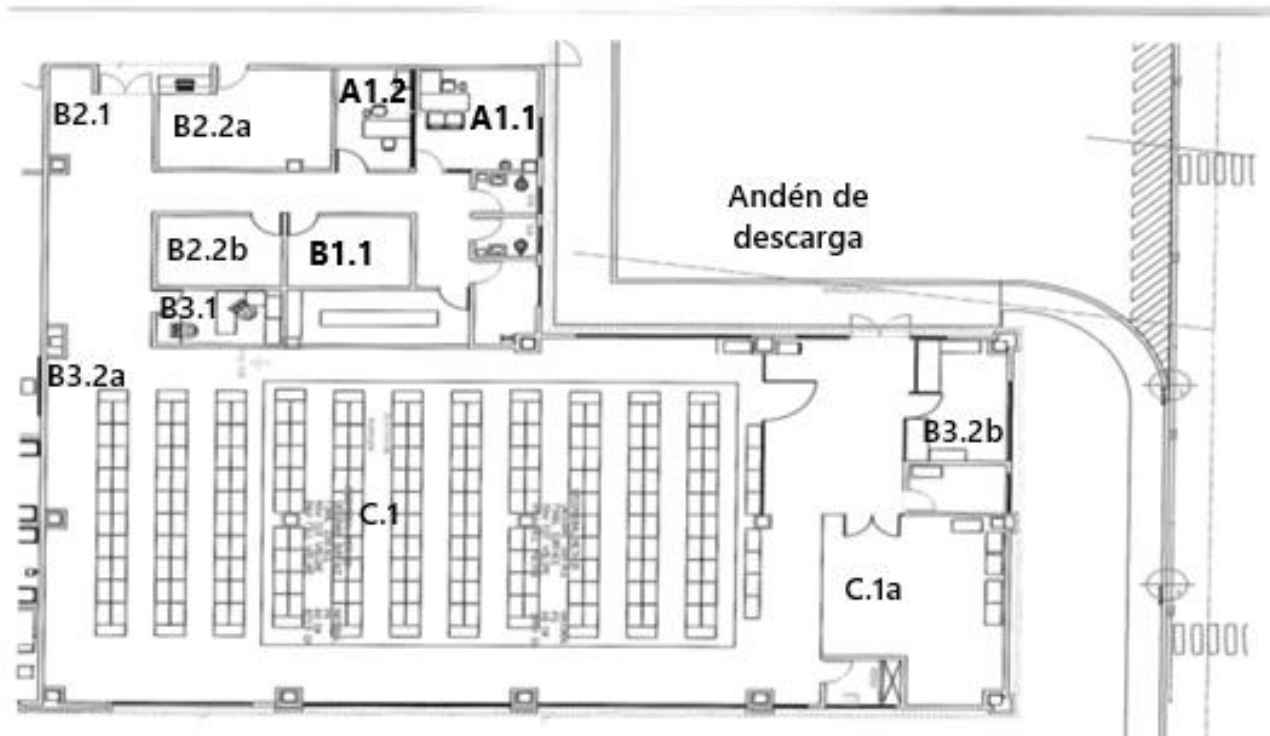 A1.2
B2.1
B2.2a
A1.1
Andén de
descarga
B2.2b
B1.1
B3.1
B3.2a
B3.2b
C.1
C.1a